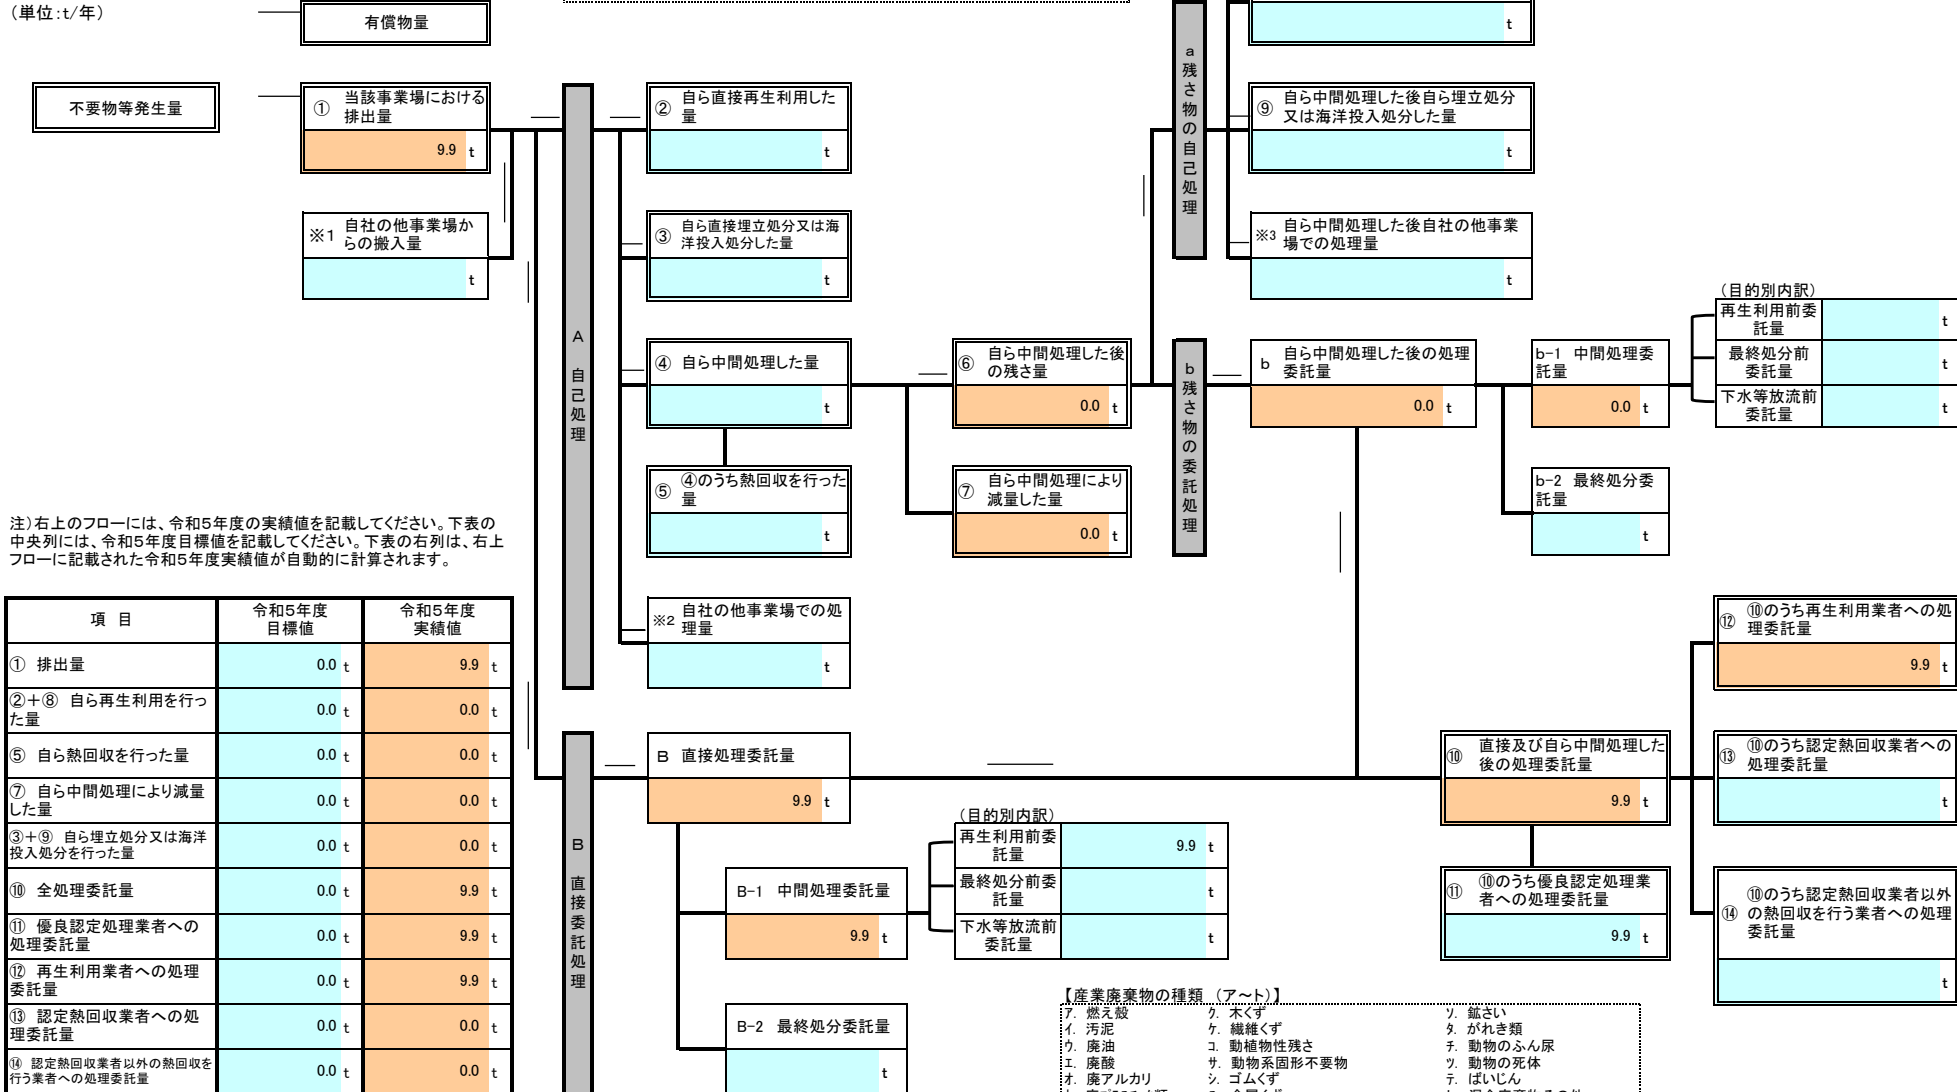 (単位:t/年)
有償物量
t
不要物等発生量
① 当該事業場における
排出量
9.9 t
※1 自社の他事業場か
らの搬入量
t
A 自己処理
② 自ら直接再生利用した
量
t
③ 自ら直接埋立処分又は海
洋投入処分した量
t
④ 自ら中間処理した量
t
⑤ ④のうち熱回収を行った
量
t
※2 自社の他事業場での処
理量
t
⑥ 自ら中間処理した後
の残さ量
0.0 t
⑦ 自ら中間処理により
減量した量
0.0 t
a 残さ物の自己処理
⑨ 自ら中間処理した後自ら埋立処分
又は海洋投入処分した量
t
※3 自ら中間処理した後自社の他事業
場での処理量
t
b 残さ物の委託処理
b 自ら中間処理した後の処理
委託量
0.0 t
b-1 中間処理委
託量
0.0 t
b-2 最終処分委
託量
t
(目的別内訳)
再生利用前委
託量
t
最終処分前
委託量
t
下水等放流前
委託量
t
注)右上のフローには、令和5年度の実績値を記載してください。下表の
中央列には、令和5年度目標値を記載してください。下表の右列は、右上
フローに記載された令和5年度実績値が自動的に計算されます。
項 目
令和5年度
目標値
令和5年度
実績値
① 排出量
0.0 t 9.9 t
②+⑧ 自ら再生利用を行っ
た量
0.0 t 0.0 t
⑤ 自ら熱回収を行った量
0.0 t 0.0 t
⑦ 自ら中間処理により減量
した量
0.0 t 0.0 t
③+⑨ 自ら埋立処分又は海洋
投入処分を行った量
0.0 t 0.0 t
⑩ 全処理委託量
0.0 t 9.9 t
⑪ 優良認定処理業者への
処理委託量
0.0 t 9.9 t
⑫ 再生利用業者への処理
委託量
0.0 t 9.9 t
⑬ 認定熱回収業者への処
理委託量
0.0 t 0.0 t
⑭ 認定熱回収業者以外の熱回収を
行う業者への処理委託量
0.0 t 0.0 t
B 直接委託処理
B 直接処理委託量
9.9 t
B-1 中間処理委託量
9.9 t
B-2 最終処分委託量
t
(目的別内訳)
再生利用前委
託量
9.9 t
最終処分前委
託量
t
下水等放流前
委託量
t
⑩ 直接及び自ら中間処理した
後の処理委託量
9.9 t
⑪ ⑩のうち優良認定処理業
者への処理委託量
9.9 t
⑫ ⑩のうち再生利用業者への処
理委託量
9.9 t
⑬ ⑩のうち認定熱回収業者への
処理委託量
t
⑭ ⑩のうち認定熱回収業者以外
の熱回収を行う業者への処理
委託量
t
【産業廃棄物の種類 (ア~ト)】
ア. 燃え殻 ク. 木くず ソ. 鉱さい
イ. 汚泥 ケ. 繊維くず タ. がれき類
ウ. 廃油 コ. 動植物性残さ チ. 動物のふん尿
エ. 廃酸 サ. 動物系固形不要物 ツ. 動物の死体
オ. 廃アルカリ シ. ゴムくず テ. ばいじん